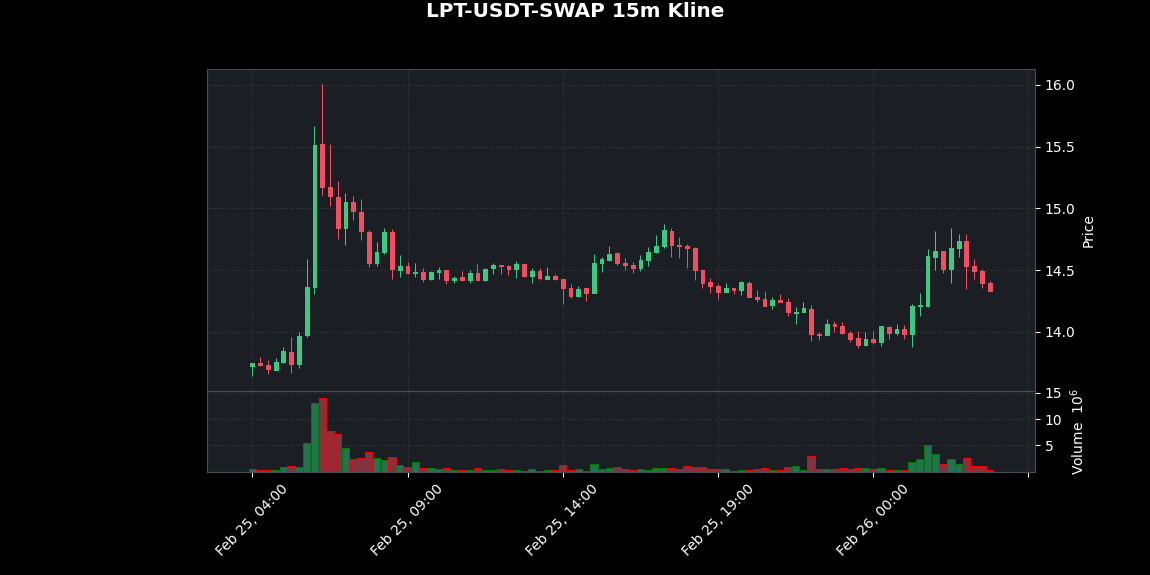 LPT-USDT-SWAP 15m Kline
16.0
15.5
15.0
14.5
14.0
Price
15
10
5
Volume 10⁶
Feb 25, 04:00
Feb 25, 09:00
Feb 25, 14:00
Feb 25, 19:00
Feb 26, 00:00